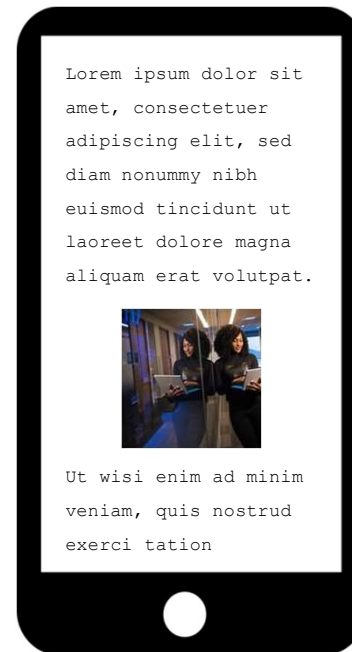 Lorem ipsum dolor sit
amet, consectetuer
adipiscing elit, sed
diam nonummy nibh
euismod tincidunt ut
laoreet dolore magna
aliquam erat volutpat.
Ut wisi enim ad minim
veniam, quis nostrud
exerci tation